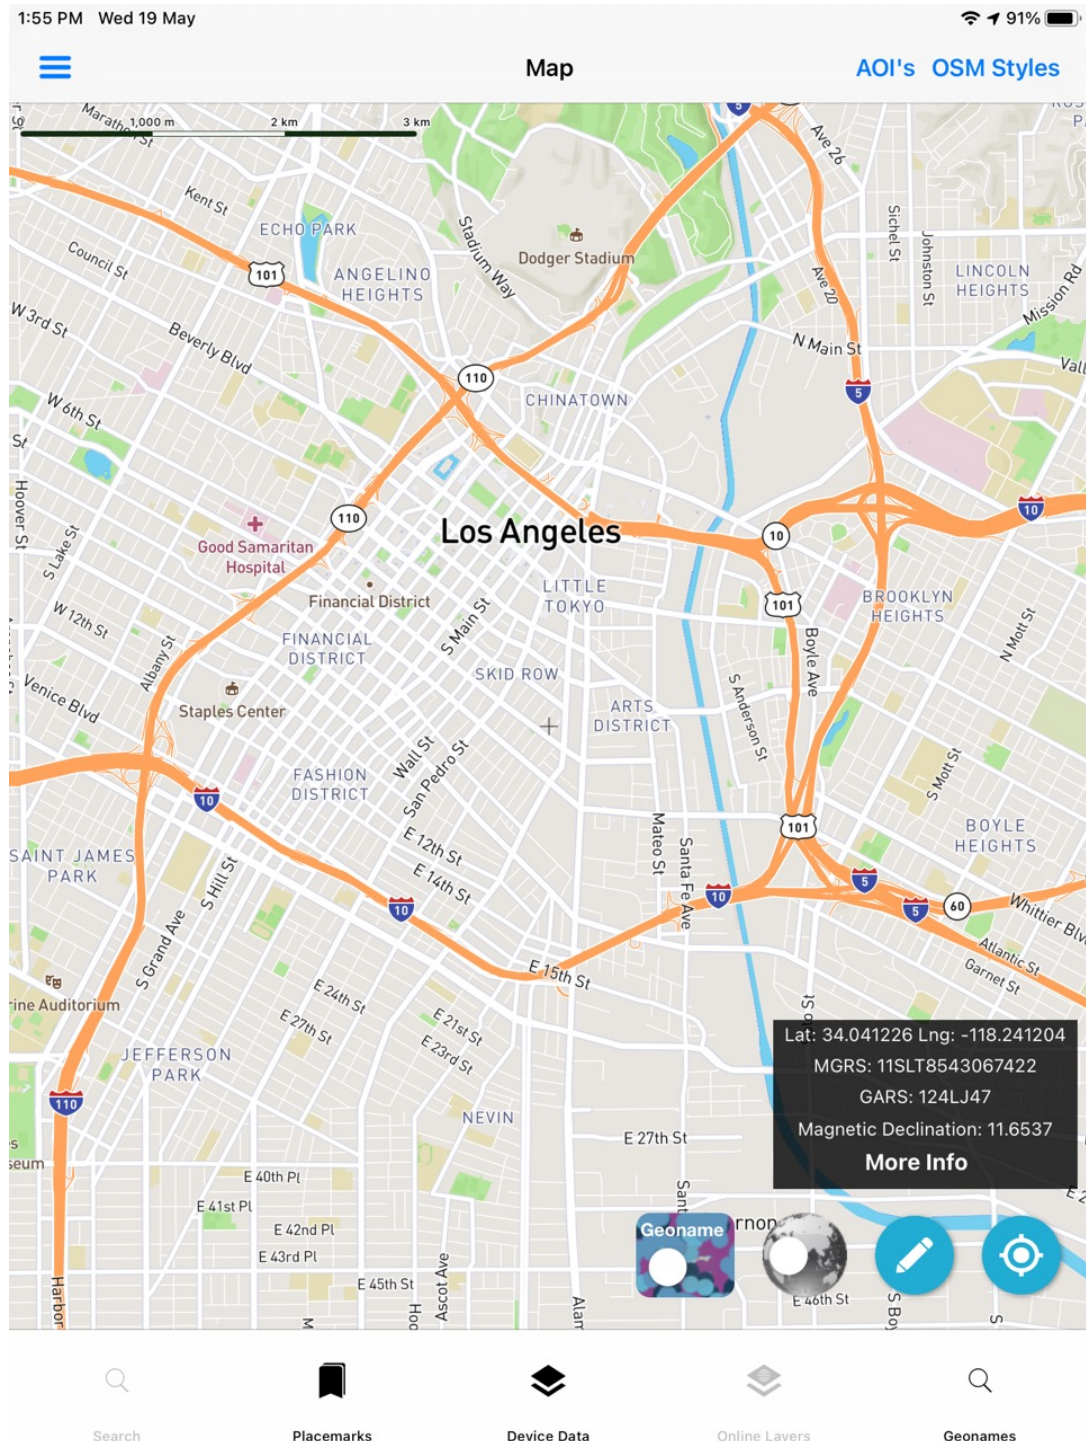 1:55 PM Wed 19 May
91%
Map
AOI's OSM Styles
0
1,000 m
2 km
3 km
Marathon St
5
Ave 26
Kent St
ECHO PARK
Stadium Way
Dodger Stadium
Sichel St
Johnston St
Council St
101
ANGELINO
HEIGHTS
Ave 20
LINCOLN
HEIGHTS
Mission Rd
W 3rd St
Beverly Blvd
N Main St
110
5
W 6th St
CHINATOWN
Hoover St
110
Los Angeles
10
10
S Lake St
Good Samaritan
Hospital
LITTLE
TOKYO
Financial District
101
BROOKLYN
HEIGHTS
W 12th St
S Main St
FINANCIAL
DISTRICT
Boyle Ave
N Mott St
Albany St
SKID ROW
Venice Blvd
Staples Center
ARTS
DISTRICT
S Anderson St
Wall St
San Pedro St
FASHION
DISTRICT
10
S Mott St
101
E 12th St
Mateo St
Santa Fe Ave
BOYLE
HEIGHTS
SAINT JAMES
PARK
S Hill St
E 14th St
10
10
5
5
60
Whittier Blv
S Grand Ave
E 15th St
Atlantic St
Garnet St
rine Auditorium
E 24th St
E 27th St
E 21st St
E 23rd St
JEFFERSON
PARK
110
NEVIN
E 27th St
Lat: 34.041226 Lng: -118.241204
MGRS: 11SLT8543067422
GARS: 124LJ47
Magnetic Declination: 11.6537
More Info
E 40th Pl
E 41st Pl
E 42nd Pl
E 43rd Pl
E 45th St
Ascot Ave
Harbor
Geoname
rnon
E 46th St
Search
Placemarks
Device Data
Online Layers
Geonames